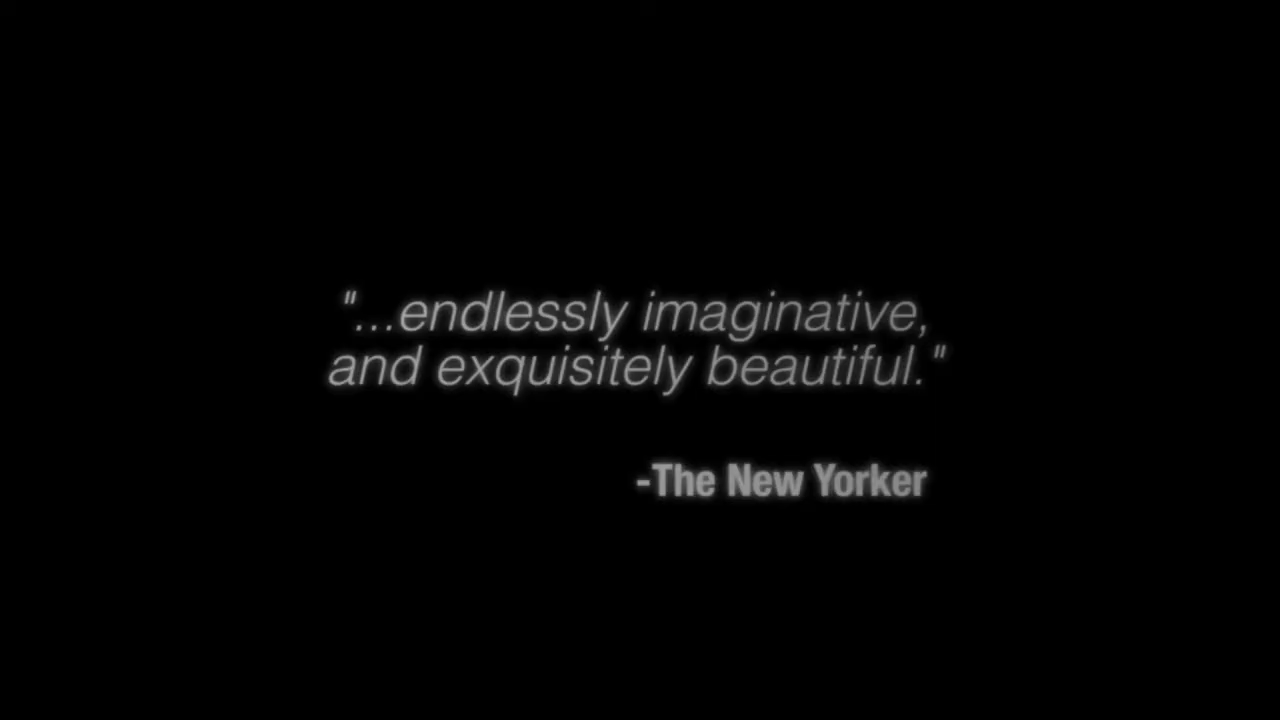 "...endlessly imaginative,
and exquisitely beautiful."
-The New Yorker